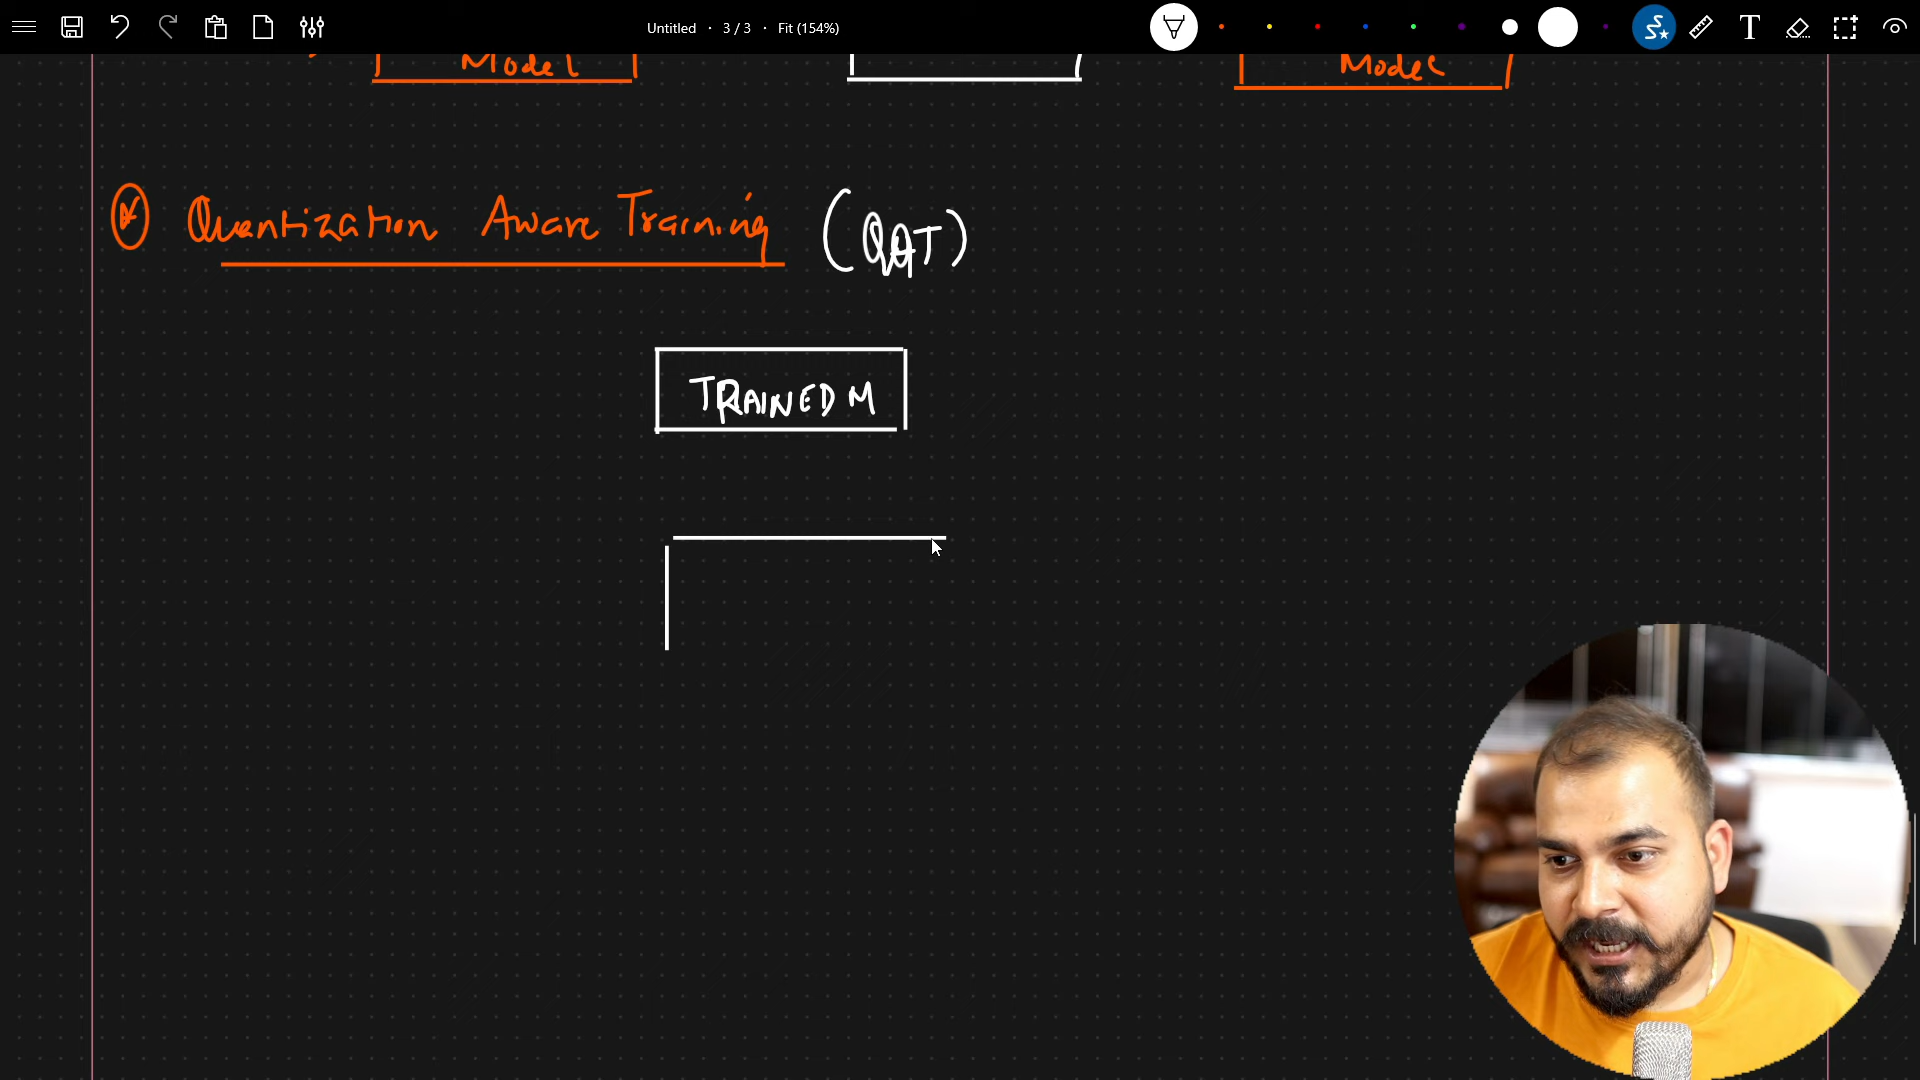 Untitled · 3 / 3 · Fit (154%)
T
Model
Model
Quantization Aware Training (QAT)
TRAINED M